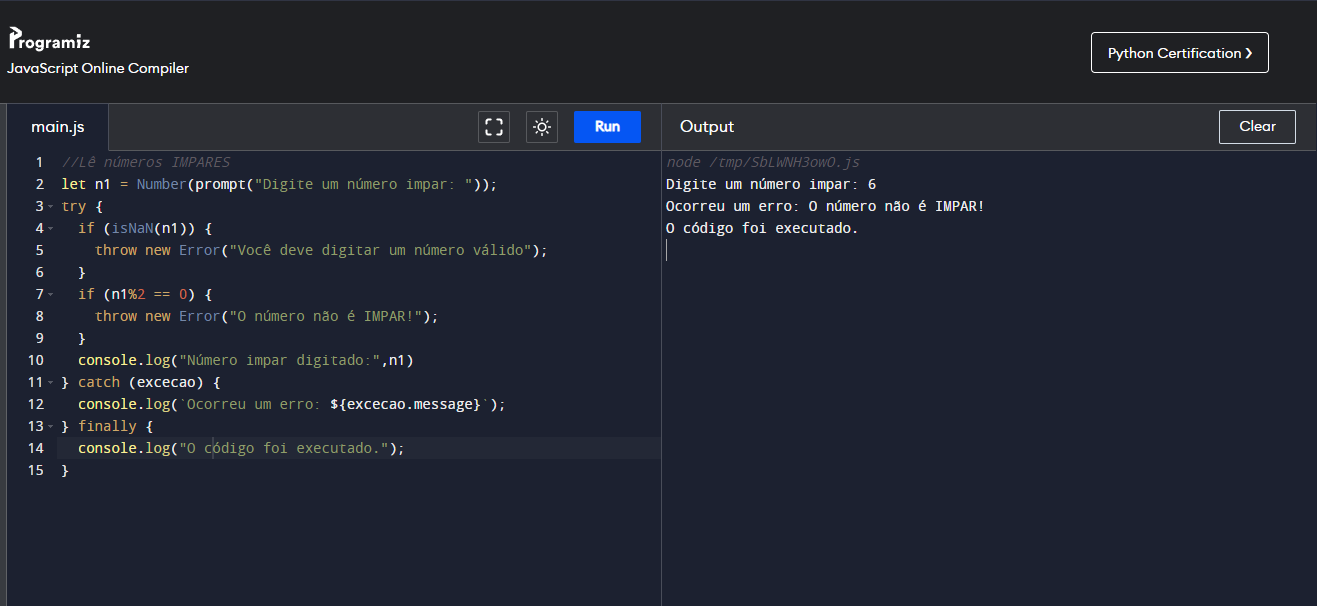 Programiz
JavaScript Online Compiler
Python Certification ❯
main.js
Run
Output
Clear
1 //Lê números IMPARES
2 let n1 = Number(prompt("Digite um número impar: "));
3 try {
4 if (isNaN(n1)) {
5 throw new Error("Você deve digitar um número válido");
6 }
7 if (n1%2 == 0) {
8 throw new Error("O número não é IMPAR!");
9 }
10 console.log("Número impar digitado:",n1)
11 } catch (excecao) {
12 console.log(`Ocorreu um erro: ${excecao.message}`);
13 } finally {
14 console.log("O código foi executado.");
15 }
node /tmp/SbLWNH3owO.js
Digite um número impar: 6
Ocorreu um erro: O número não é IMPAR!
O código foi executado.